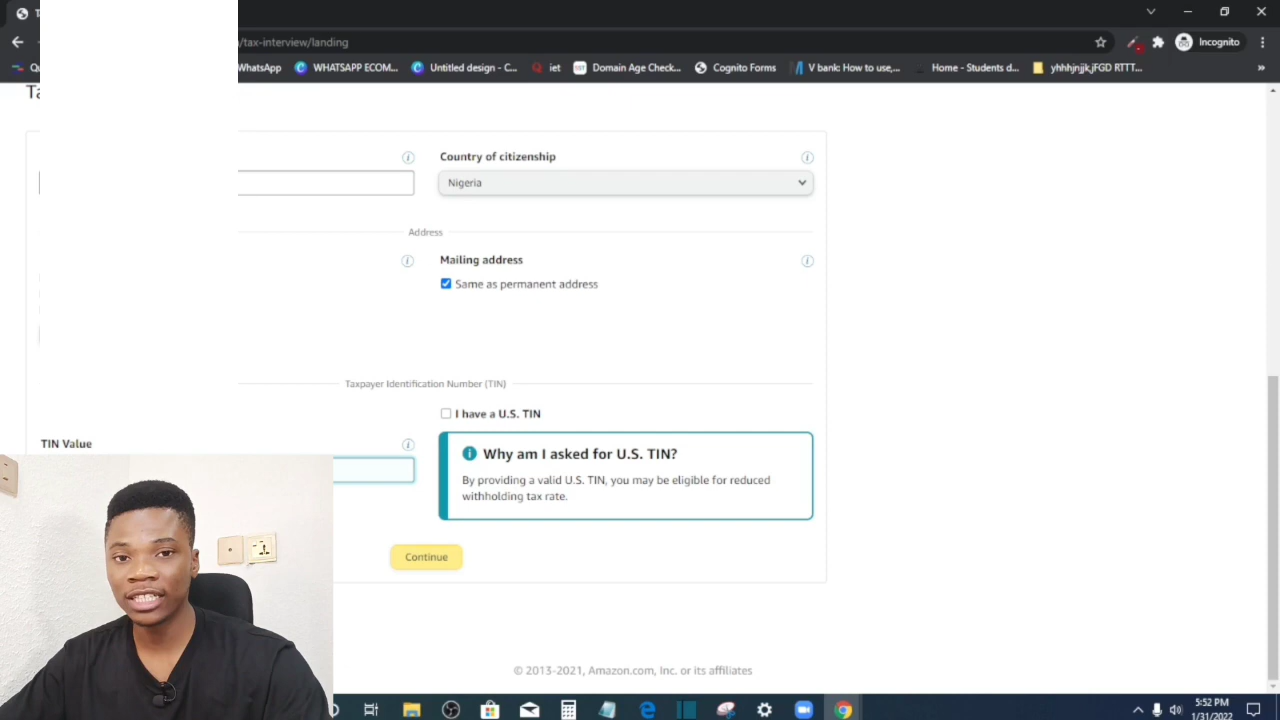 /tax-interview/landing
Incognito
WhatsApp
WHATSAPP ECOM...
Untitled design - C...
iet
Domain Age Check...
Cognito Forms
V bank: How to use,...
Home - Students d...
yhhhjnjjk,jFGD RTTT...
»
Country of citizenship
Nigeria
Address
Mailing address
Same as permanent address
Taxpayer Identification Number (TIN)
I have a U.S. TIN
TIN Value
Why am I asked for U.S. TIN?
By providing a valid U.S. TIN, you may be eligible for reduced
withholding tax rate.
Continue
© 2013-2021, Amazon.com, Inc. or its affiliates
5:52 PM
1/31/2022